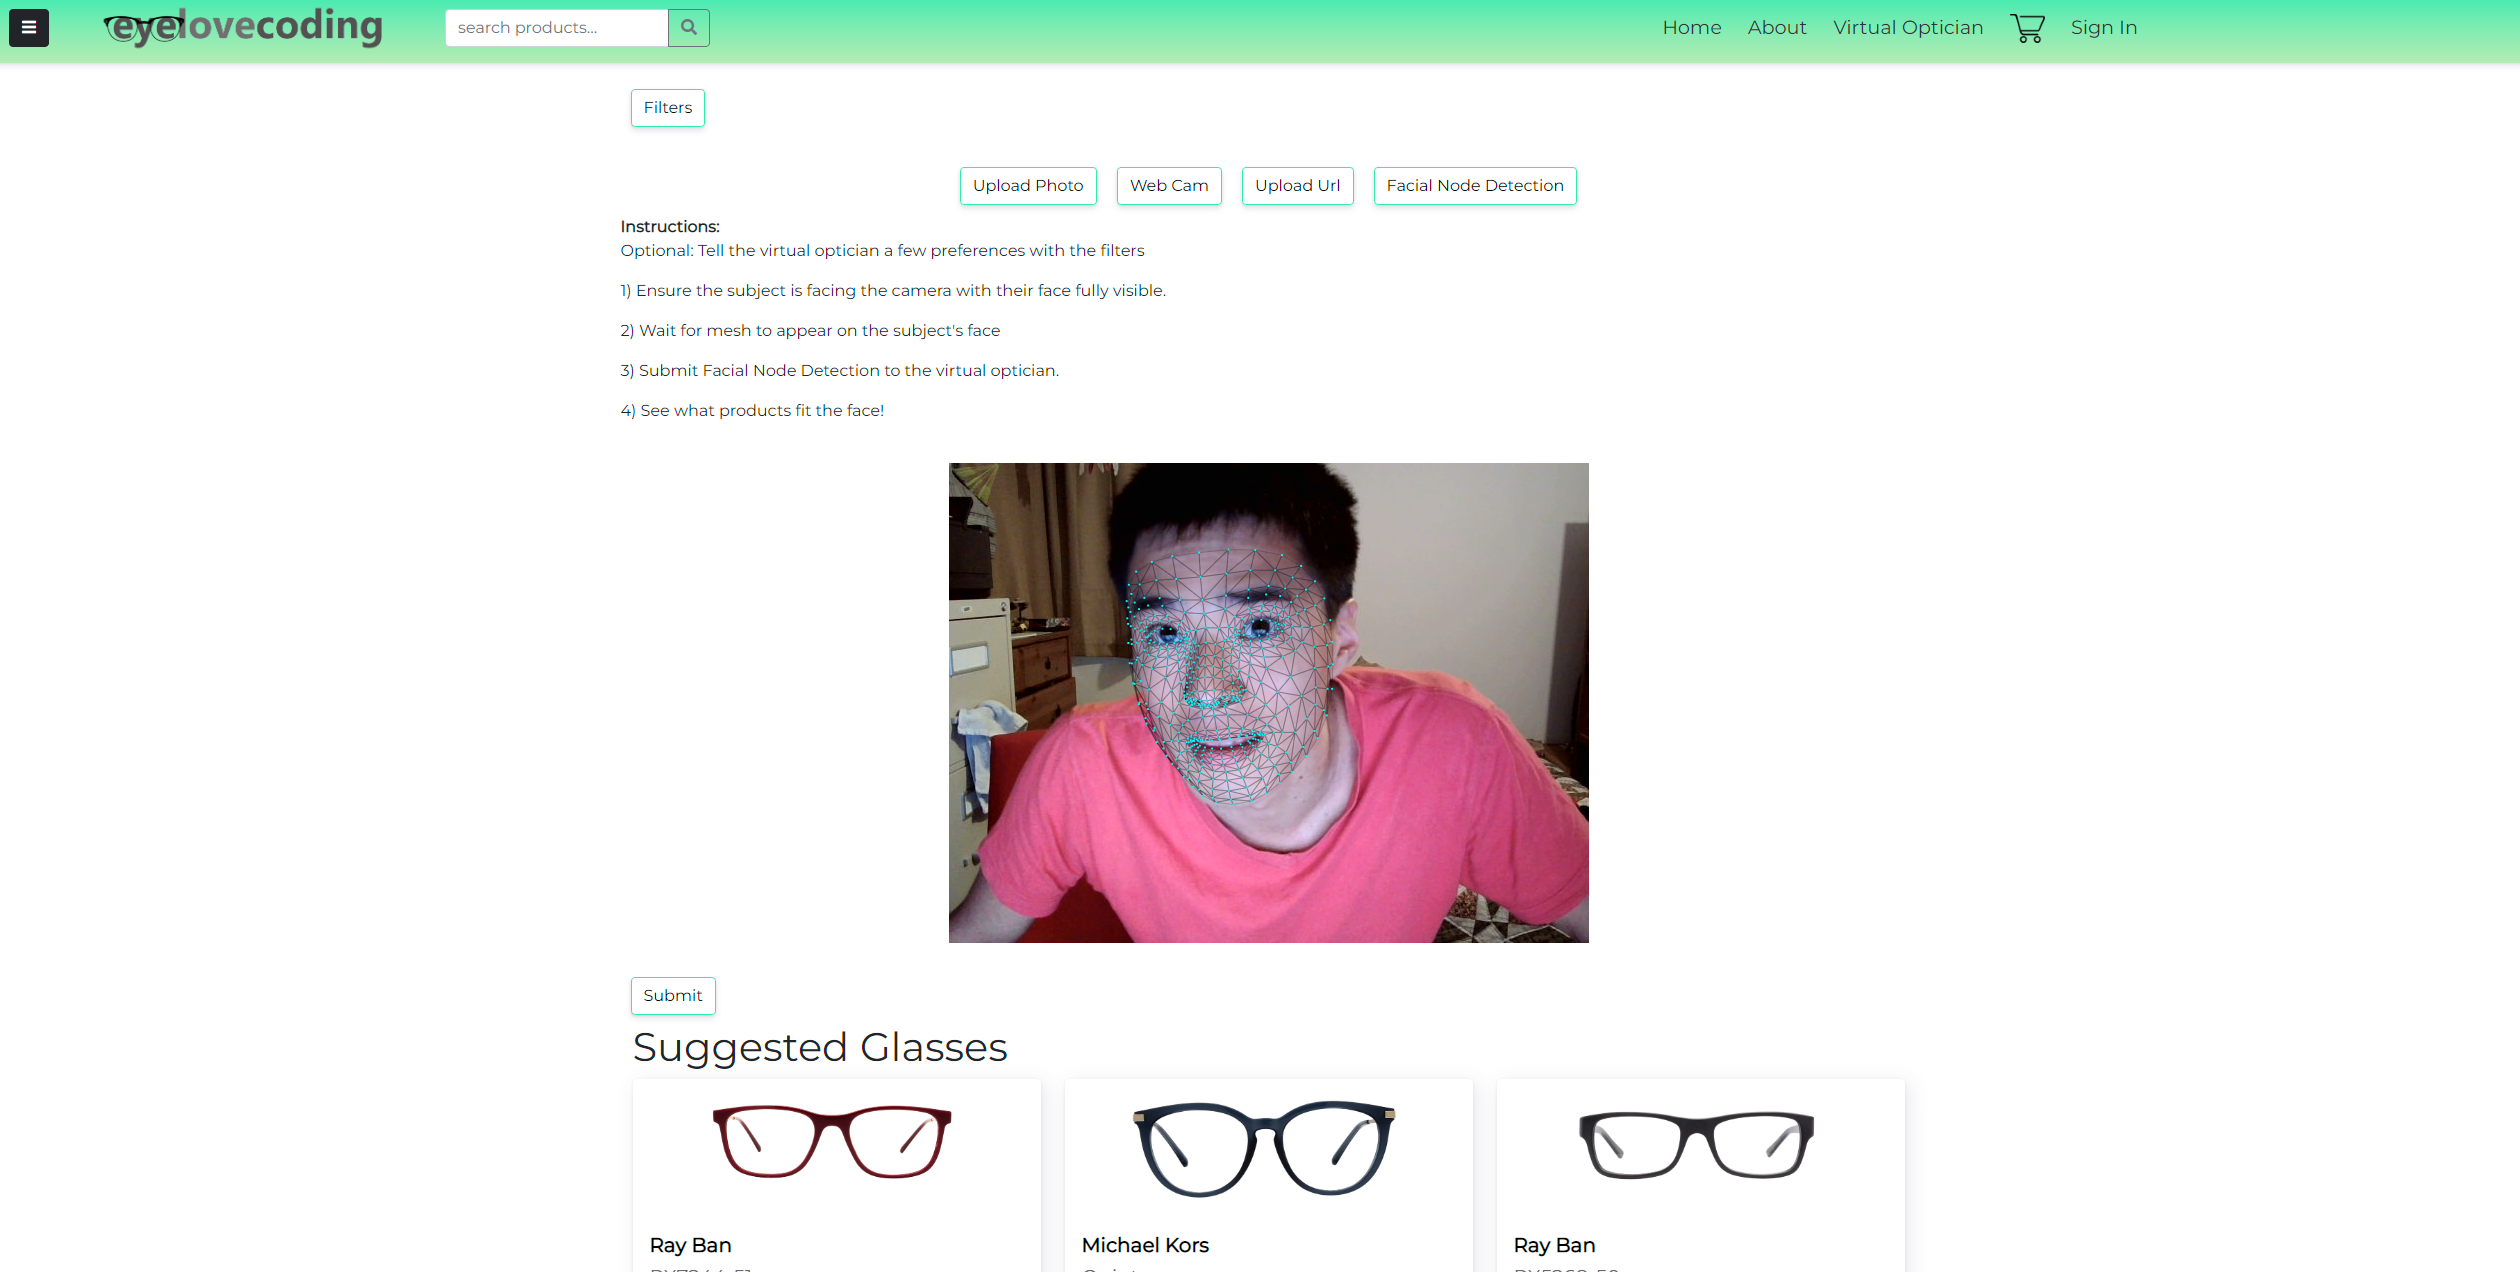 eyelovecoding
search products...
Home About Virtual Optician Sign In
Filters
Upload Photo Web Cam Upload Url Facial Node Detection
Instructions:
Optional: Tell the virtual optician a few preferences with the filters
1) Ensure the subject is facing the camera with their face fully visible.
2) Wait for mesh to appear on the subject's face
3) Submit Facial Node Detection to the virtual optician.
4) See what products fit the face!
Submit
Suggested Glasses
Ray Ban Michael Kors Ray Ban